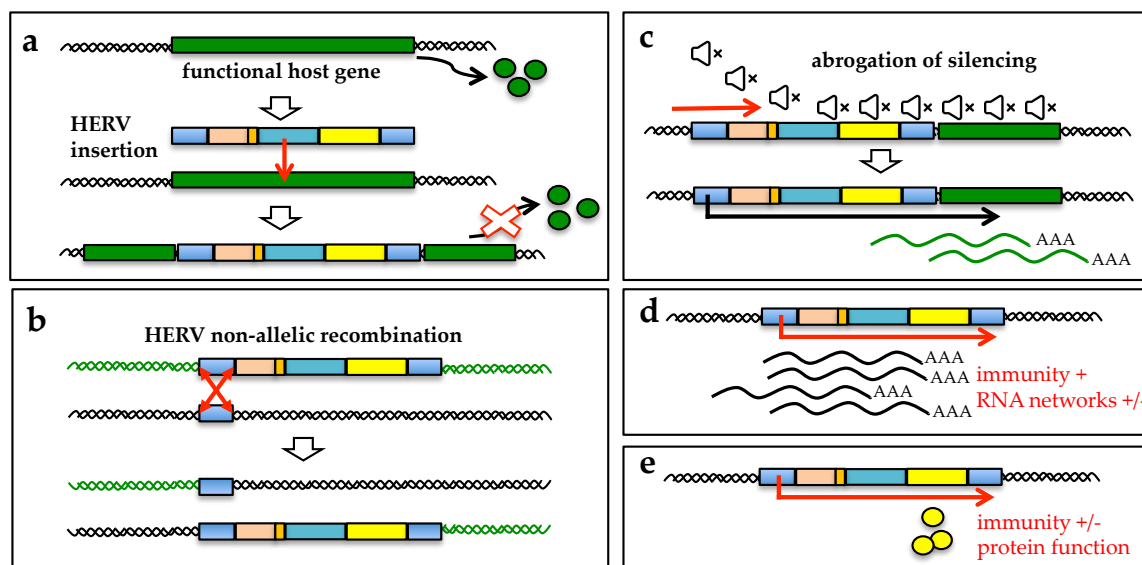 a
functional host gene
HERV
insertion
b
HERV non-allelic recombination
c
abrogation of silencing
AAA
AAA
d
AAA
AAA
AAA
AAA
immunity +
RNA networks +/-
e
immunity +/-
protein function